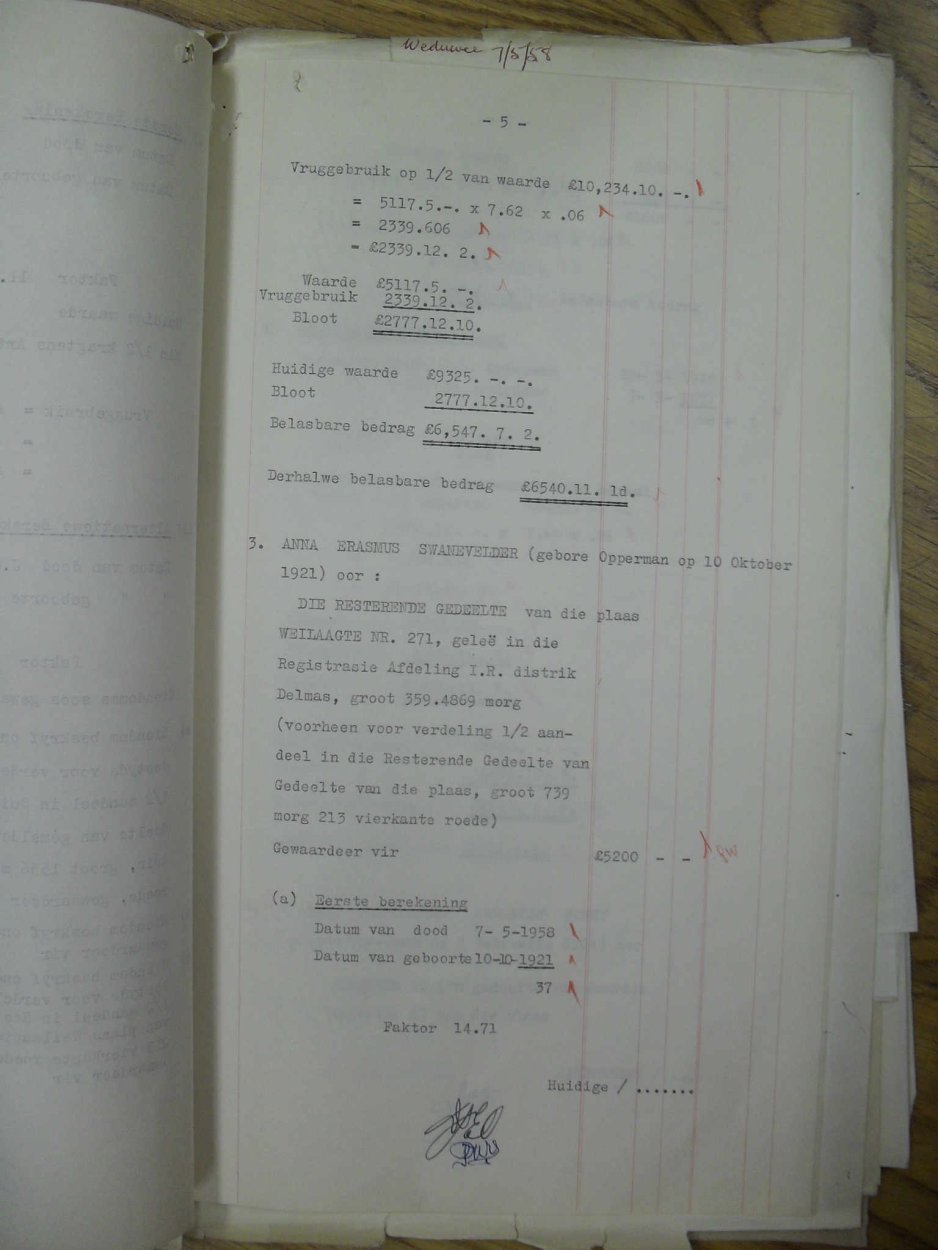 Weduwee 7/5/58
- 5 -
Vruggebruik op 1/2 van waarde £10,234.10. -.
= 5117.5.-. x 7.62 x .06
= 2339.606
= £2339.12. 2.
Waarde £5117.5. -.
Vruggebruik 2339.12. 2.
Bloot £2777.12.10.
Huidige waarde £9325. -. -.
Bloot 2777.12.10.
Belasbare bedrag £6,547. 7. 2.
Derhalwe belasbare bedrag £6540.11. 1d.
3. ANNA ERASMUS SWANEVELDER (gebore Opperman op 10 Oktober
1921) oor :
DIE RESTERENDE GEDEELTE van die plaas
WEILAAGTE NR. 271, geleë in die
Registrasie Afdeling I.R. distrik
Delmas, groot 359.4869 morg
(voorheen voor verdeling 1/2 aan-
deel in die Resterende Gedeelte van
Gedeelte van die plaas, groot 739
morg 213 vierkante roede)
Gewaardeer vir £5200 - -
(a) Eerste berekening
Datum van dood 7- 5-1958
Datum van geboorte 10-10-1921
37
Faktor 14.71
Huidige / .......